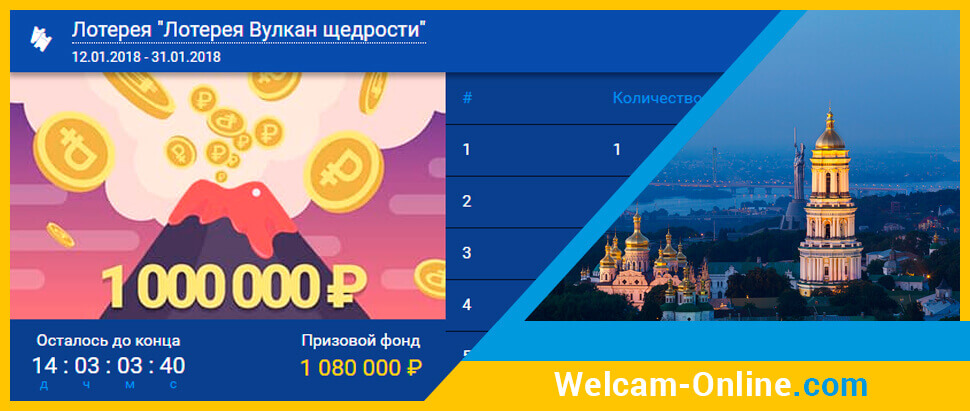 Лотерея "Лотерея Вулкан щедрости"
12.01.2018 - 31.01.2018
1 000 000 ₽
Осталось до конца
14 : 03 : 03 : 40
д ч м с
Призовой фонд
1 080 000 ₽
# Количество
1 1
2
3
4
Welcam-Online.com